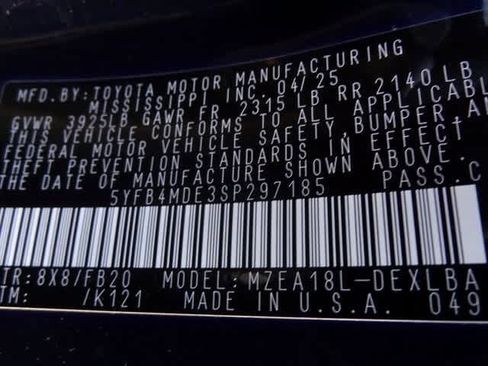 MFD.BY:TOYOTA MOTOR MANUFACTURING
MISSISSIPPI INC. 04/25
GVWR 3925LB GAWR FR 2315 LB RR 2140 LB
THIS VEHICLE CONFORMS TO ALL APPLICABL
FEDERAL MOTOR VEHICLE SAFETY,BUMPER,AN
THEFT PREVENTION STANDARDS IN EFFECT
THE DATE OF MANUFACTURE SHOWN ABOVE.
5YFB4MDE3SP297185 PASS.C
TR:8X8/FB20 MODEL:MZEA18L-DEXLBA
TM: /K121 MADE IN U.S.A. 049